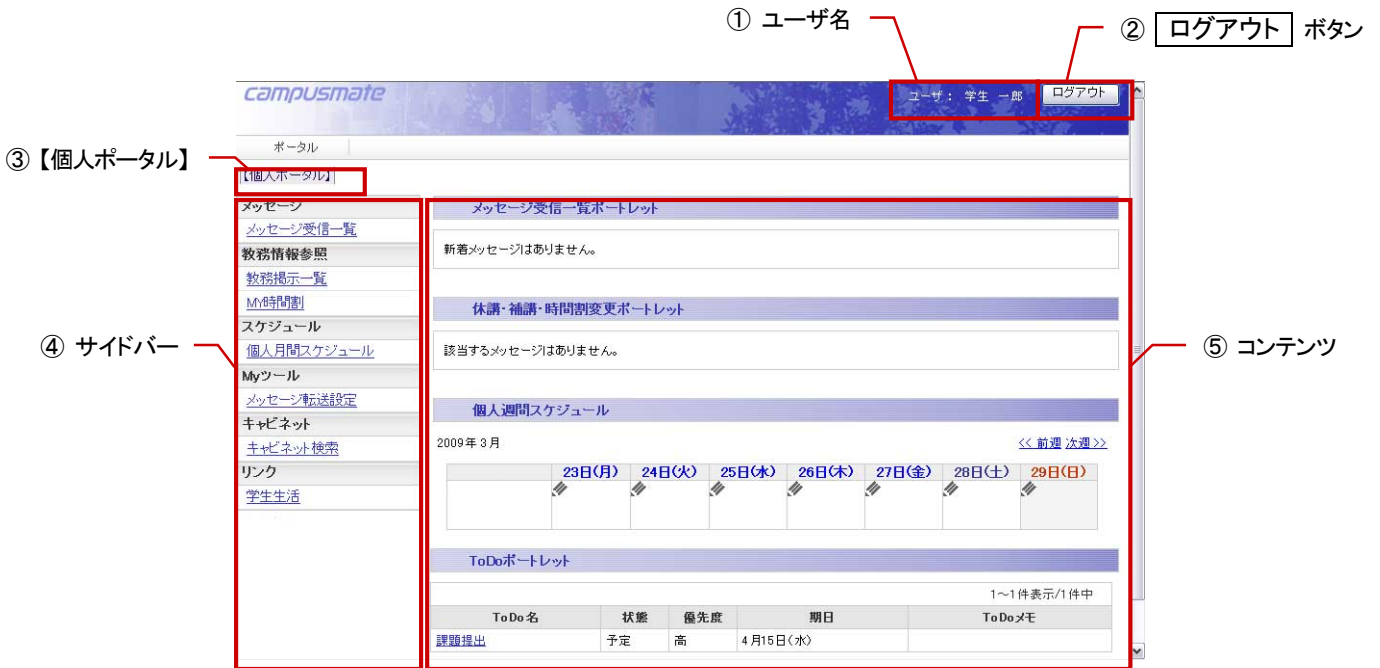 ① ユーザ名
② ログアウト ボタン
campusmate
ユーザ： 学生 一郎
ログアウト
ポータル
③【個人ポータル】
【個人ポータル】
メッセージ
メッセージ受信一覧
教務情報参照
教務掲示一覧
MY時間割
スケジュール
個人月間スケジュール
Myツール
メッセージ転送設定
キャビネット
キャビネット検索
リンク
学生生活
④ サイドバー
メッセージ受信一覧ポートレット
新着メッセージはありません。
休講・補講・時間割変更ポートレット
該当するメッセージはありません。
⑤ コンテンツ
個人週間スケジュール
2009年3月 << 前週 次週 >>
23日(月) 24日(火) 25日(水) 26日(木) 27日(金) 28日(土) 29日(日)
ToDoポートレット
1～1件表示/1件中
ToDo名 状態 優先度 期日 ToDoメモ
課題提出 予定 高 4月15日(水)